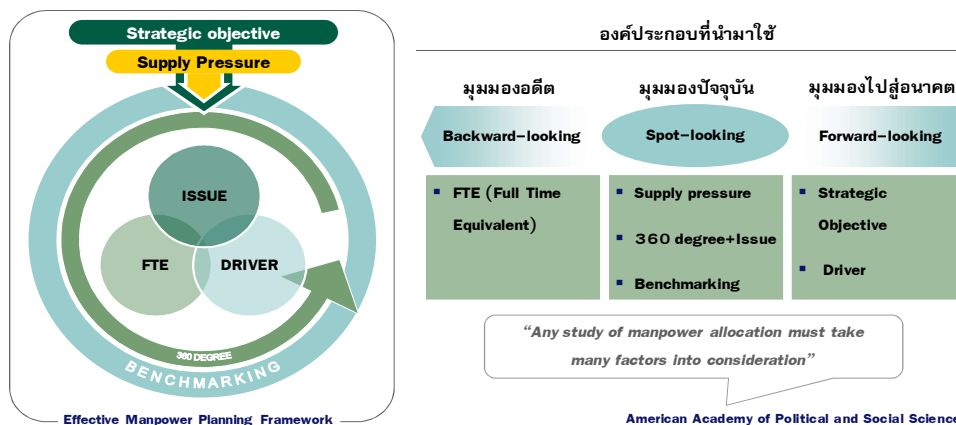 Strategic objective
Supply Pressure
ISSUE
FTE
DRIVER
360 DEGREE
BENCHMARKING
Effective Manpower Planning Framework
องค์ประกอบที่นำมาใช้
มุมมองอดีต
มุมมองปัจจุบัน
มุมมองไปสู่อนาคต
Backward-looking
Spot-looking
Forward-looking
▪ FTE (Full Time
Equivalent)
▪ Supply pressure
▪ 360 degree+Issue
▪ Benchmarking
▪ Strategic
Objective
▪ Driver
“Any study of manpower allocation must take
many factors into consideration”
American Academy of Political and Social Science